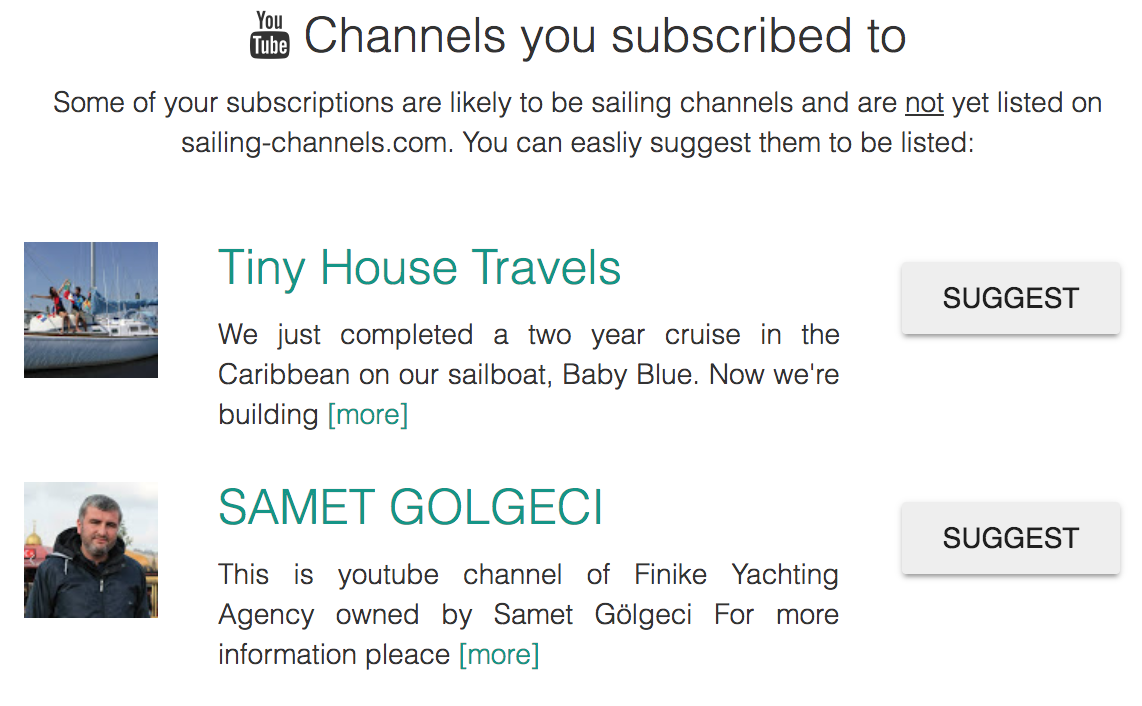 You
Tube
Channels you subscribed to
Some of your subscriptions are likely to be sailing channels and are not yet listed on
sailing-channels.com. You can easliy suggest them to be listed:
Tiny House Travels
SUGGEST
We just completed a two year cruise in the
Caribbean on our sailboat, Baby Blue. Now we're
building [more]
SAMET GOLGECI
SUGGEST
This is youtube channel of Finike Yachting
Agency owned by Samet Gölgeci For more
information pleace [more]